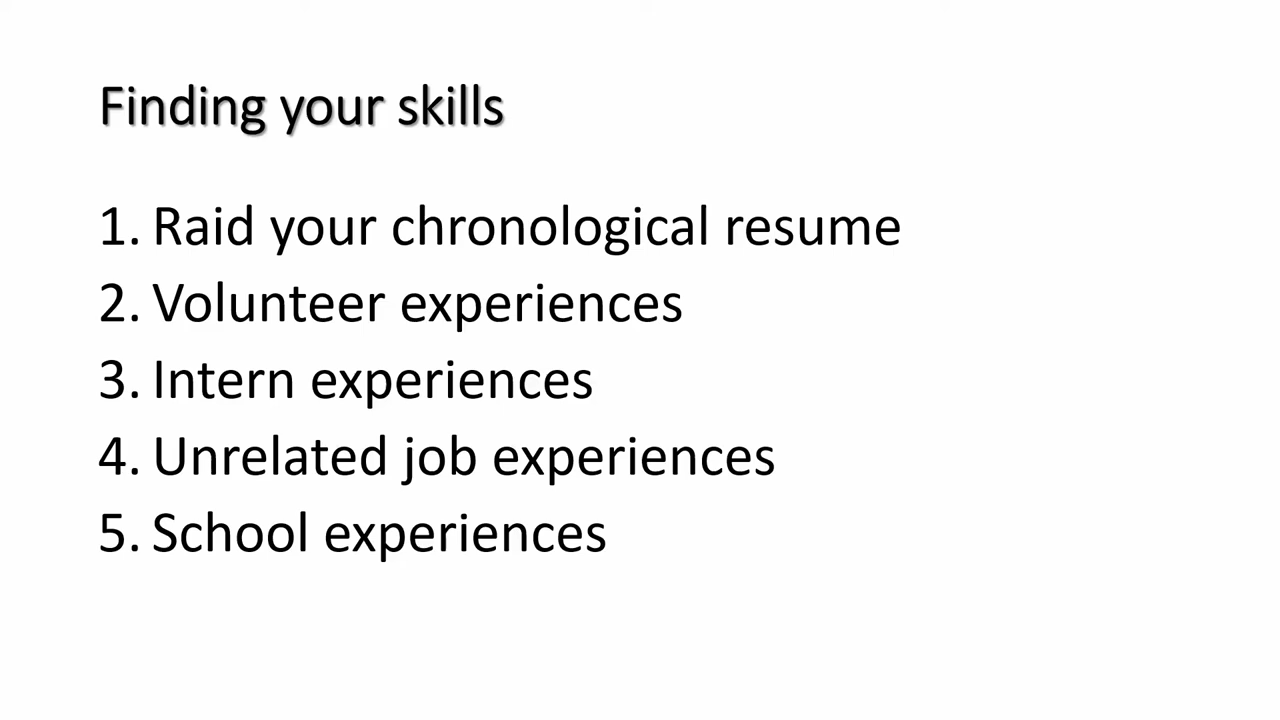 Finding your skills
1. Raid your chronological resume
2. Volunteer experiences
3. Intern experiences
4. Unrelated job experiences
5. School experiences